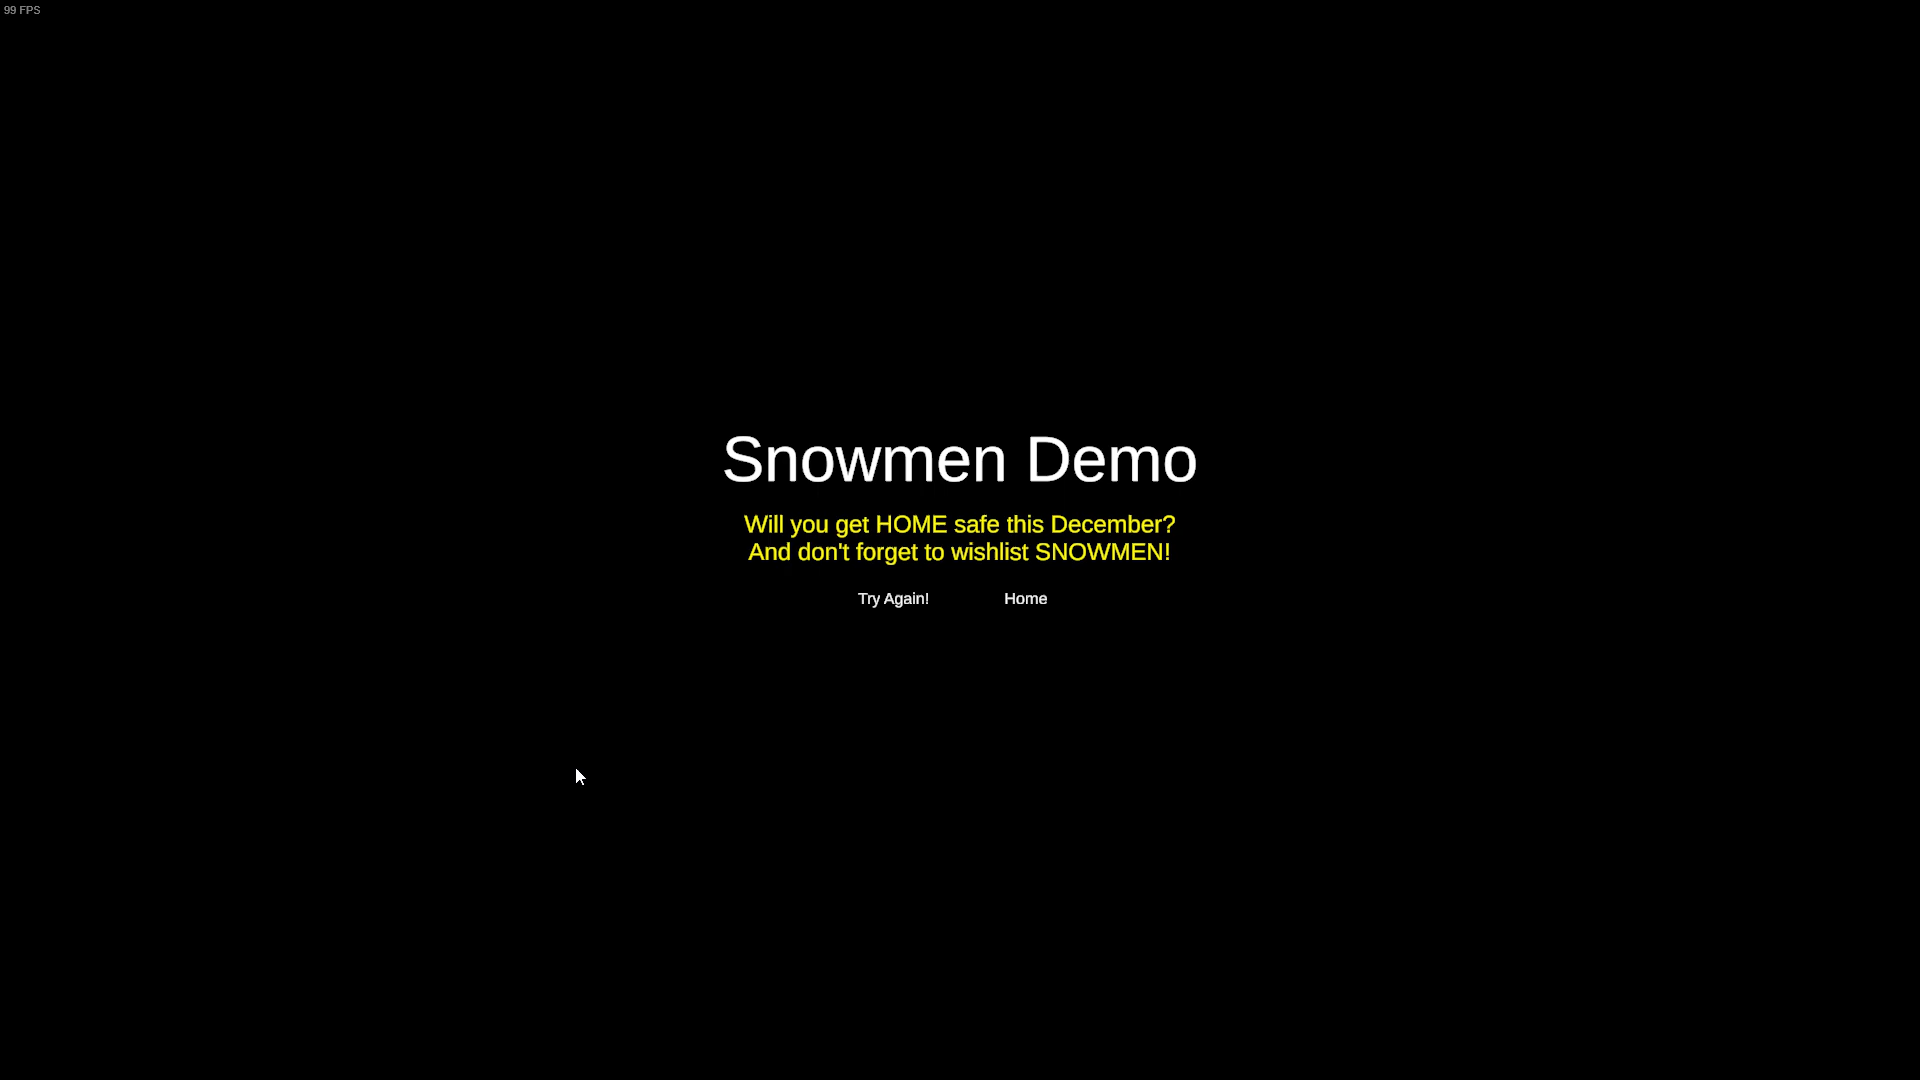 99 FPS
Snowmen Demo
Will you get HOME safe this December?
And don't forget to wishlist SNOWMEN!
Try Again! Home